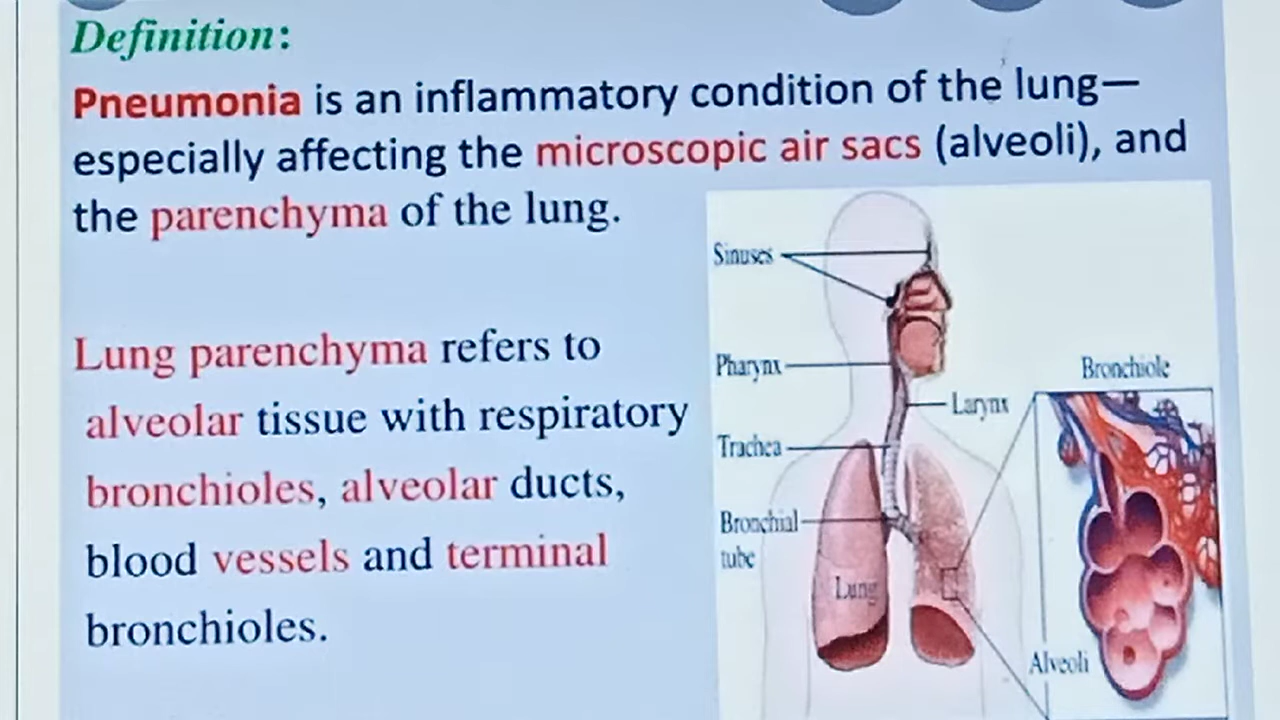 Definition:
Pneumonia is an inflammatory condition of the lung—
especially affecting the microscopic air sacs (alveoli), and
the parenchyma of the lung.
Lung parenchyma refers to
alveolar tissue with respiratory
bronchioles, alveolar ducts,
blood vessels and terminal
bronchioles.
Sinuses
Pharynx
Larynx
Trachea
Bronchial
tube
Lung
Bronchiole
Alveoli